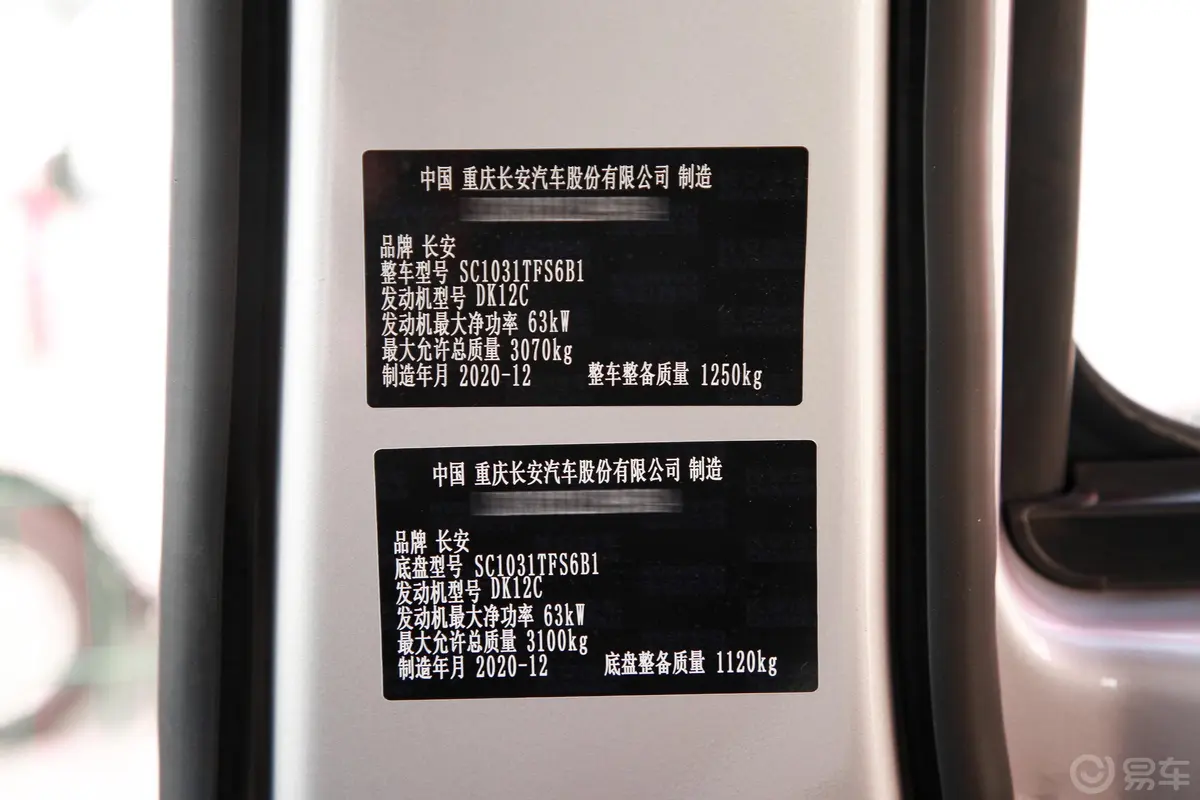 中国 重庆长安汽车股份有限公司 制造
品牌 长安
整车型号 SC1031TFS6B1
发动机型号 DK12C
发动机最大净功率 63kW
最大允许总质量 3070kg
制造年月 2020-12 整车整备质量 1250kg
中国 重庆长安汽车股份有限公司 制造
品牌 长安
底盘型号 SC1031TFS6B1
发动机型号 DK12C
发动机最大净功率 63kW
最大允许总质量 3100kg
制造年月 2020-12 底盘整备质量 1120kg
易车